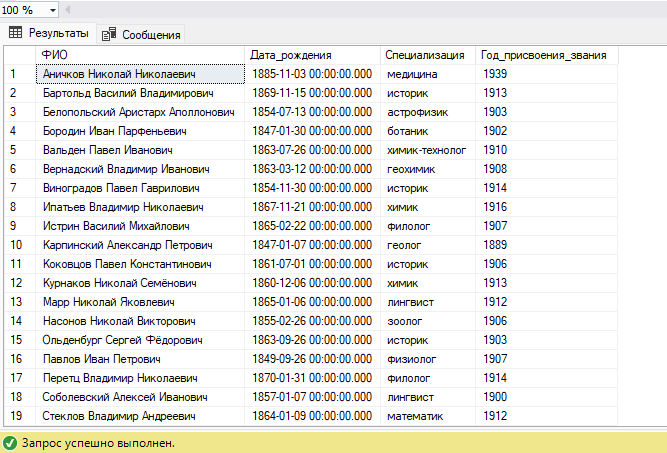 100 %
Результаты Сообщения
ФИО Дата_рождения Специализация Год_присвоения_звания
1 Аничков Николай Николаевич 1885-11-03 00:00:00.000 медицина 1939
2 Бартольд Василий Владимирович 1869-11-15 00:00:00.000 историк 1913
3 Белопольский Аристарх Аполлонович 1854-07-13 00:00:00.000 астрофизик 1903
4 Бородин Иван Парфеньевич 1847-01-30 00:00:00.000 ботаник 1902
5 Вальден Павел Иванович 1863-07-26 00:00:00.000 химик-технолог 1910
6 Вернадский Владимир Иванович 1863-03-12 00:00:00.000 геохимик 1908
7 Виноградов Павел Гаврилович 1854-11-30 00:00:00.000 историк 1914
8 Ипатьев Владимир Николаевич 1867-11-21 00:00:00.000 химик 1916
9 Истрин Василий Михайлович 1865-02-22 00:00:00.000 филолог 1907
10 Карпинский Александр Петрович 1847-01-07 00:00:00.000 геолог 1889
11 Коковцов Павел Константинович 1861-07-01 00:00:00.000 историк 1906
12 Курнаков Николай Семёнович 1860-12-06 00:00:00.000 химик 1913
13 Марр Николай Яковлевич 1865-01-06 00:00:00.000 лингвист 1912
14 Насонов Николай Викторович 1855-02-26 00:00:00.000 зоолог 1906
15 Ольденбург Сергей Фёдорович 1863-09-26 00:00:00.000 историк 1903
16 Павлов Иван Петрович 1849-09-26 00:00:00.000 физиолог 1907
17 Перетц Владимир Николаевич 1870-01-31 00:00:00.000 филолог 1914
18 Соболевский Алексей Иванович 1857-01-07 00:00:00.000 лингвист 1900
19 Стеклов Владимир Андреевич 1864-01-09 00:00:00.000 математик 1912
Запрос успешно выполнен.